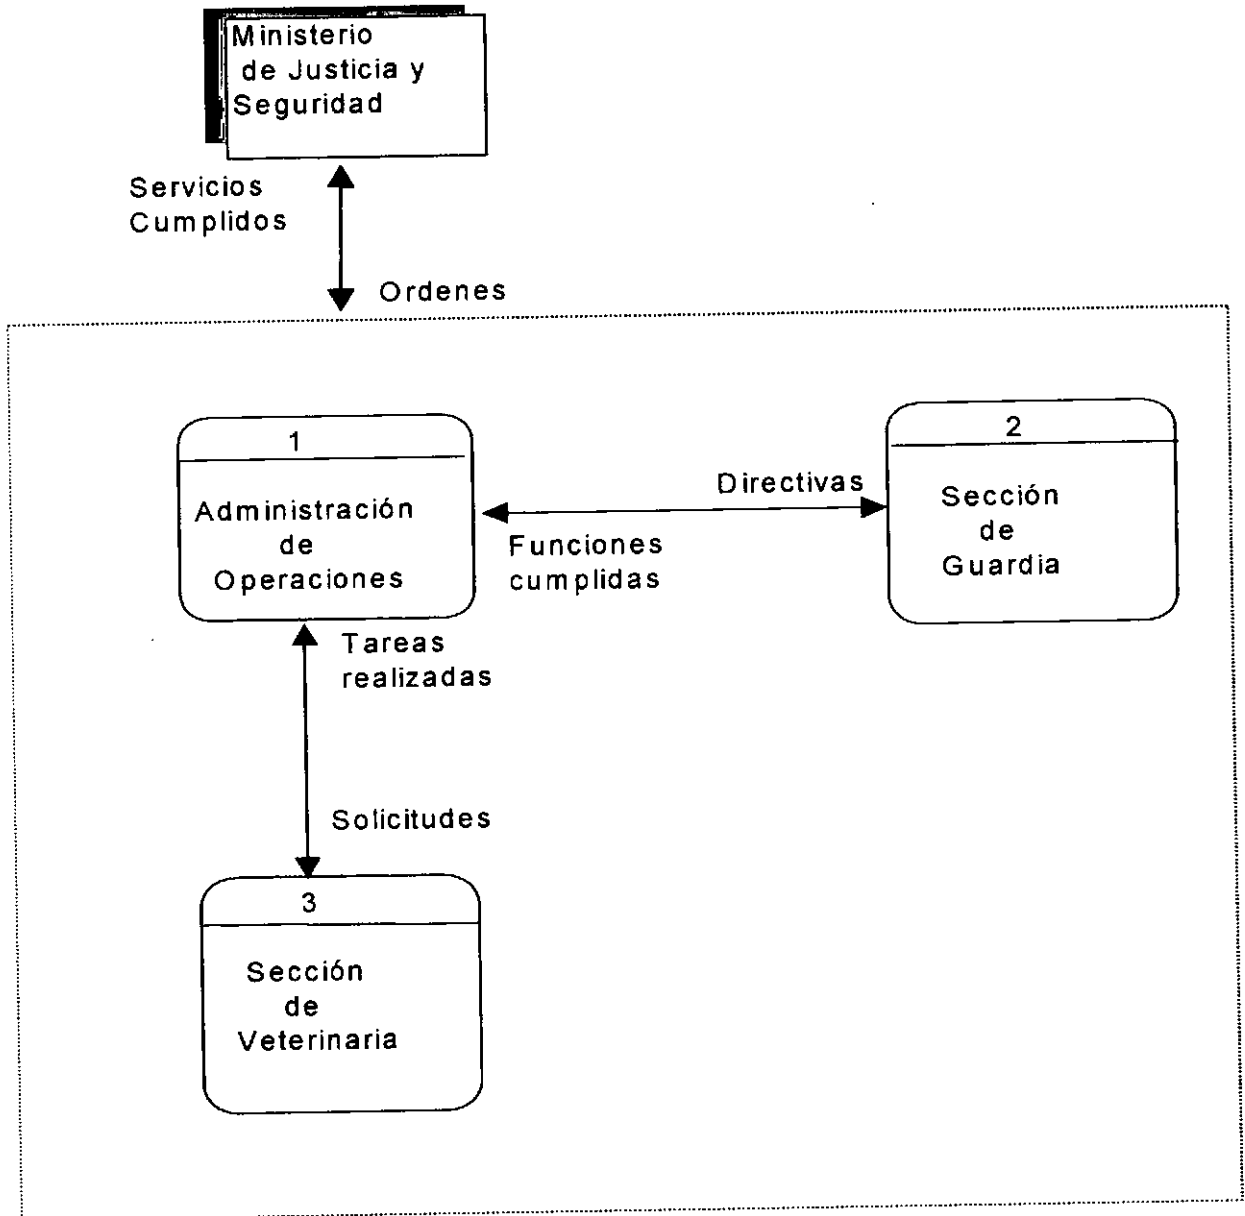 Ministerio
de Justicia y
Seguridad
Servicios
Cumplidos
Ordenes
1
Administración
de
Operaciones
2
Sección
de
Guardia
Directivas
Funciones
cumplidas
Tareas
realizadas
Solicitudes
3
Sección
de
Veterinaria